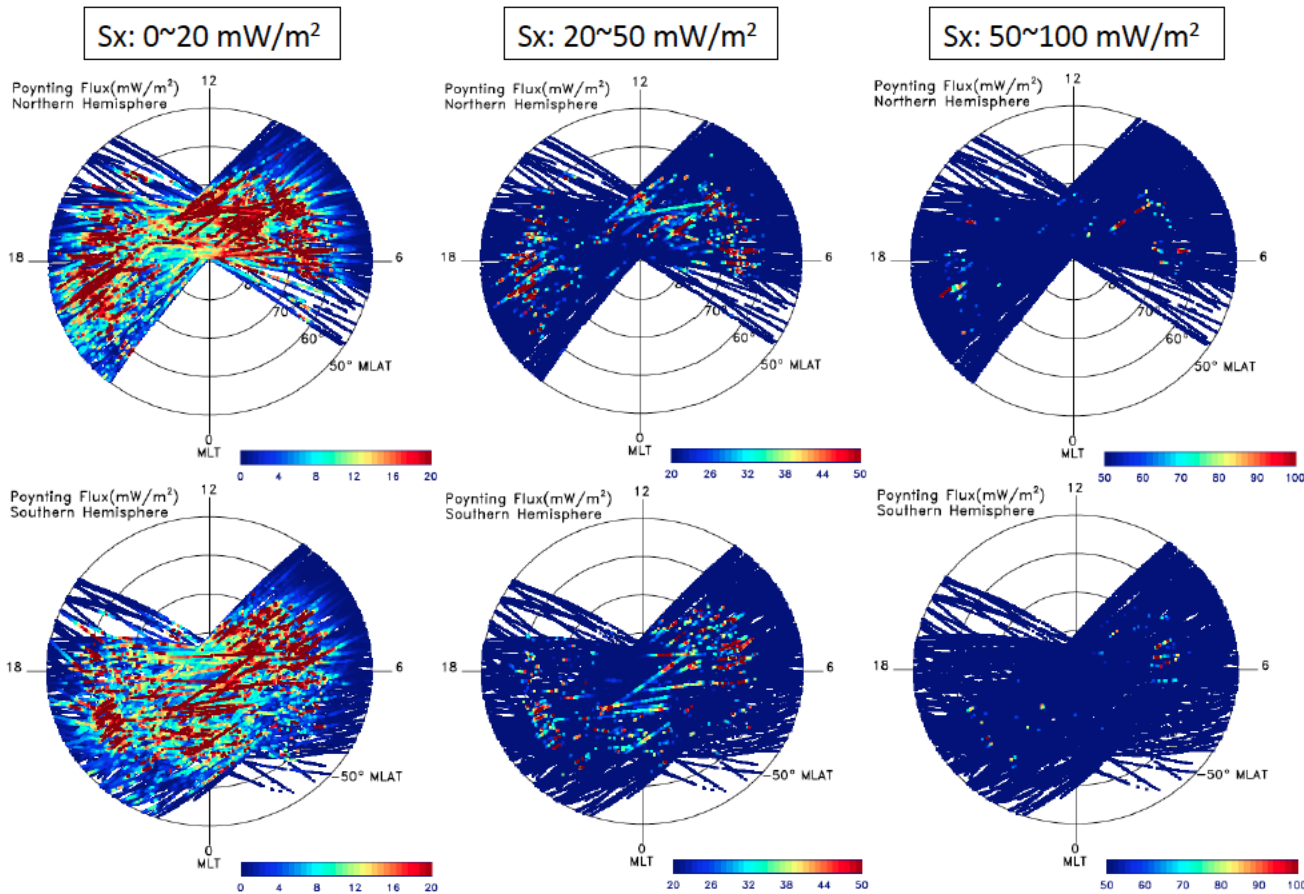 Sx: 0~20 mW/m²
Sx: 20~50 mW/m²
Sx: 50~100 mW/m²
Poynting Flux(mW/m²)
Northern Hemisphere
12
18
6
70°
60°
50° MLAT
0
MLT
0 4 8 12 16 20
Poynting Flux(mW/m²)
Northern Hemisphere
12
18
6
70°
60°
50° MLAT
0
MLT
20 26 32 38 44 50
Poynting Flux(mW/m²)
Northern Hemisphere
12
18
6
70°
60°
50° MLAT
0
MLT
50 60 70 80 90 100
Poynting Flux(mW/m²)
Southern Hemisphere
12
18
6
-50° MLAT
0
MLT
0 4 8 12 16 20
Poynting Flux(mW/m²)
Southern Hemisphere
12
18
6
-50° MLAT
0
MLT
20 26 32 38 44 50
Poynting Flux(mW/m²)
Southern Hemisphere
12
18
6
-50° MLAT
0
MLT
50 60 70 80 90 100